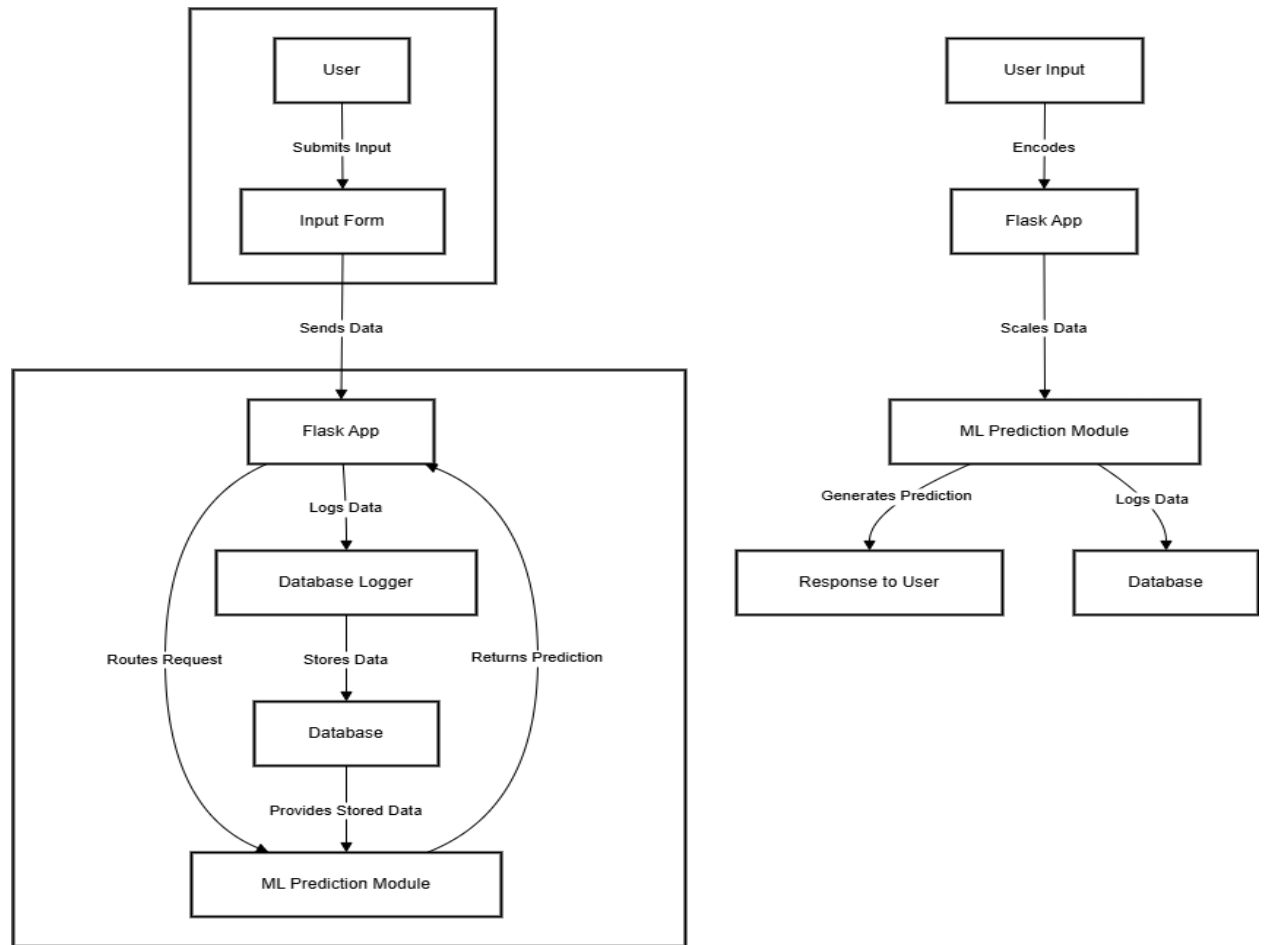 User
Submits Input
Input Form
Sends Data
Flask App
Logs Data
Database Logger
Routes Request
Stores Data
Returns Prediction
Database
Provides Stored Data
ML Prediction Module
User Input
Encodes
Flask App
Scales Data
ML Prediction Module
Generates Prediction
Logs Data
Response to User
Database